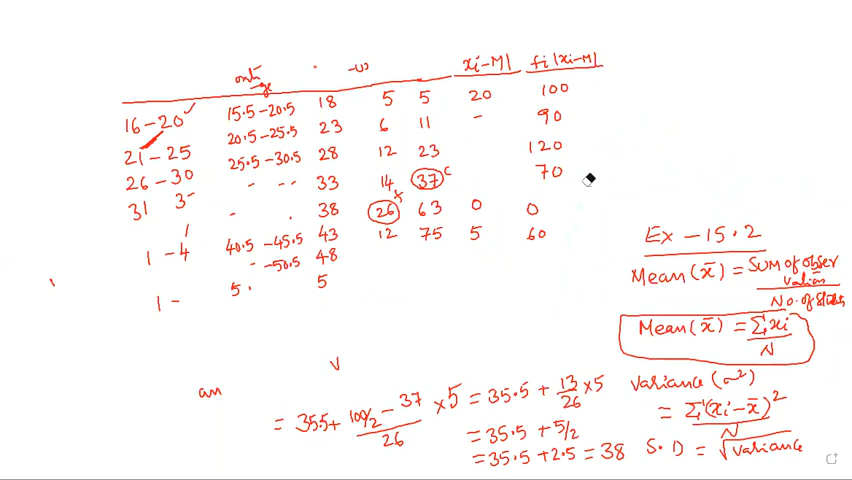 xi-M| fi|xi-M|
16-20 15.5-20.5 18 5 5 20 100
21-25 20.5-25.5 23 6 11 - 90
26-30 25.5-30.5 28 12 23 120
31 3 - -- 33 14 37 c 70
- . 38 26 f 63 0 0
1-4 40.5-45.5 43 12 75 5 60
-50.5 48
1- 5. 5
Ex-15.2
Mean(x̄) = SUM of obser
No. of
Mean(x̄) = Σxi
N
an
= 35.5 + 100/2 - 37 × 5 = 35.5 + 13 × 5
26 26
= 35.5 + 5/2
= 35.5 + 2.5 = 38
Variance (σ²)
= Σ(xi - x̄)²
N
S.D = √variance